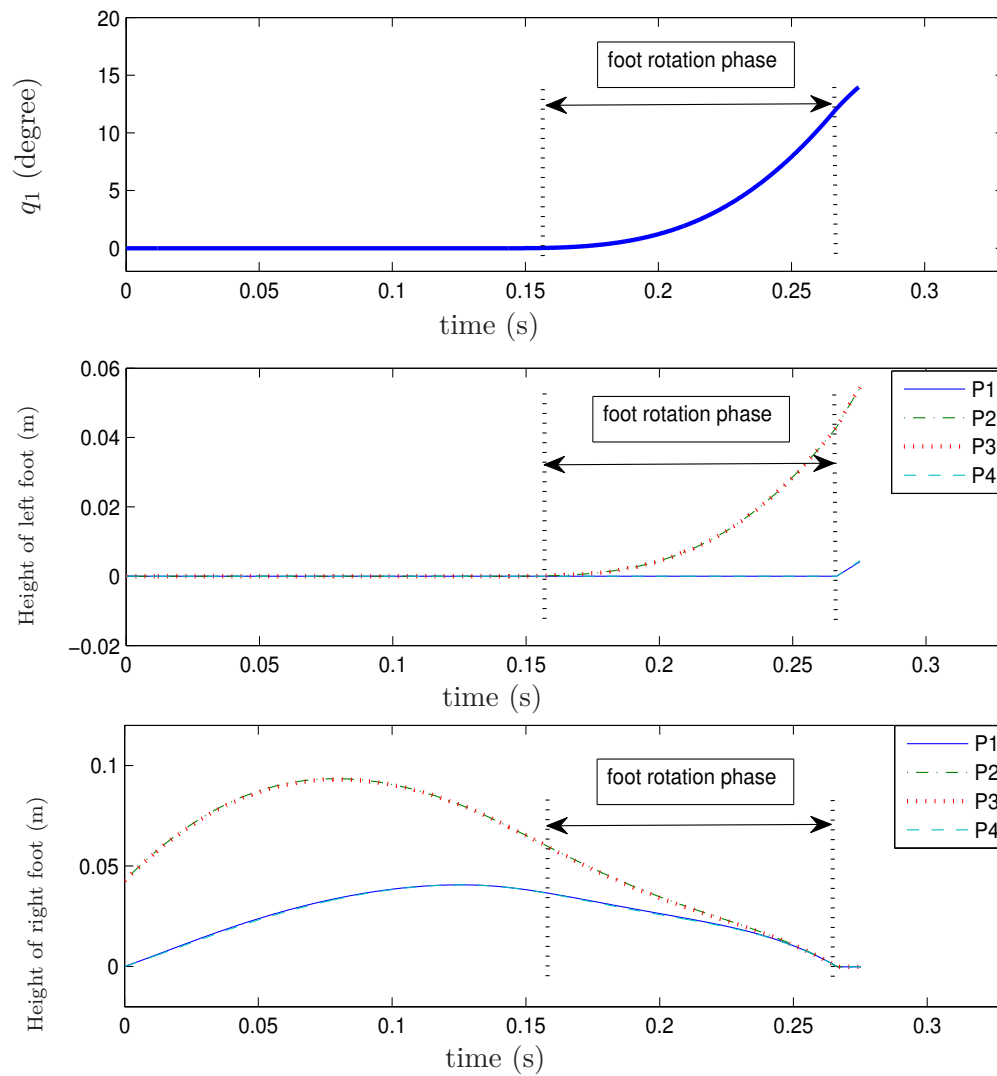 20
15
10
5
0
q1 (degree)
foot rotation phase
0 0.05 0.1 0.15 0.2 0.25 0.3
time (s)
0.06
0.04
0.02
0
−0.02
Height of left foot (m)
foot rotation phase
P1
P2
P3
P4
0 0.05 0.1 0.15 0.2 0.25 0.3
time (s)
0.1
0.05
0
Height of right foot (m)
foot rotation phase
P1
P2
P3
P4
0 0.05 0.1 0.15 0.2 0.25 0.3
time (s)